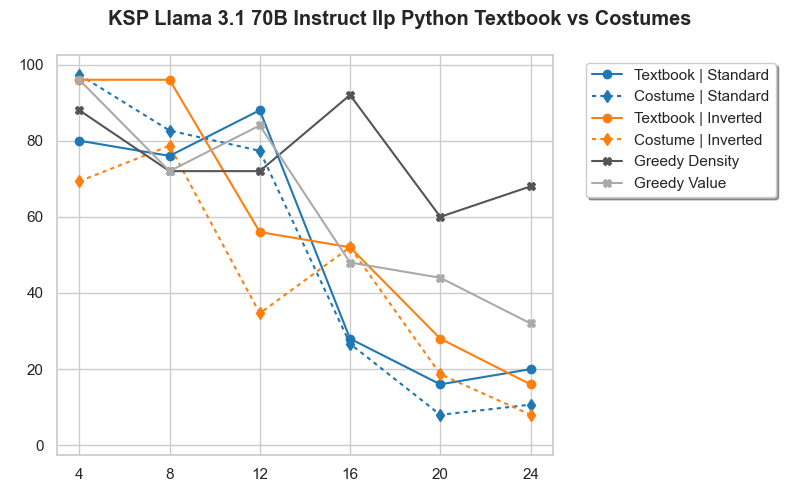 KSP Llama 3.1 70B Instruct Ilp Python Textbook vs Costumes
100
80
60
40
20
0
4 8 12 16 20 24
Textbook | Standard
Costume | Standard
Textbook | Inverted
Costume | Inverted
Greedy Density
Greedy Value